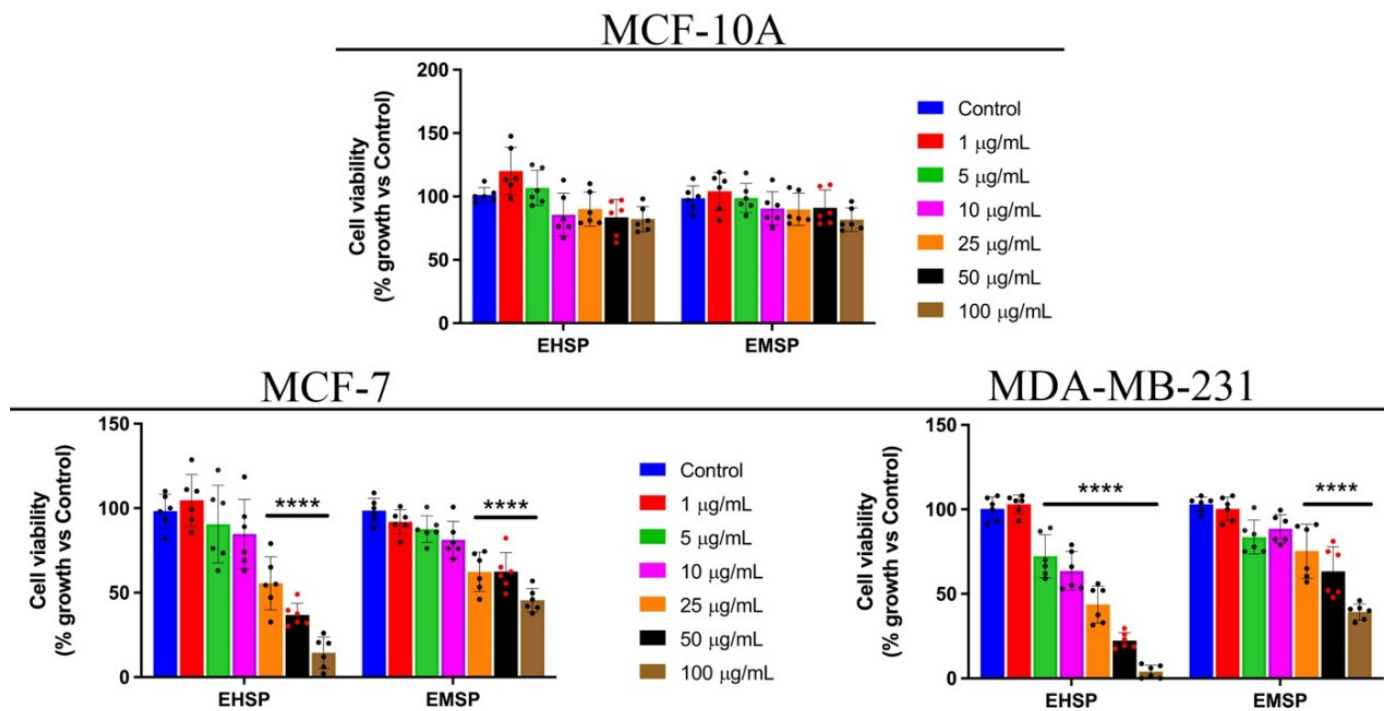 MCF-10A
Cell viability
(% growth vs Control)
200
150
100
50
0
EHSP
EMSP
Control
1 μg/mL
5 μg/mL
10 μg/mL
25 μg/mL
50 μg/mL
100 μg/mL
MCF-7
Cell viability
(% growth vs Control)
150
100
50
0
****
****
EHSP
EMSP
Control
1 μg/mL
5 μg/mL
10 μg/mL
25 μg/mL
50 μg/mL
100 μg/mL
MDA-MB-231
Cell viability
(% growth vs Control)
150
100
50
0
****
****
EHSP
EMSP